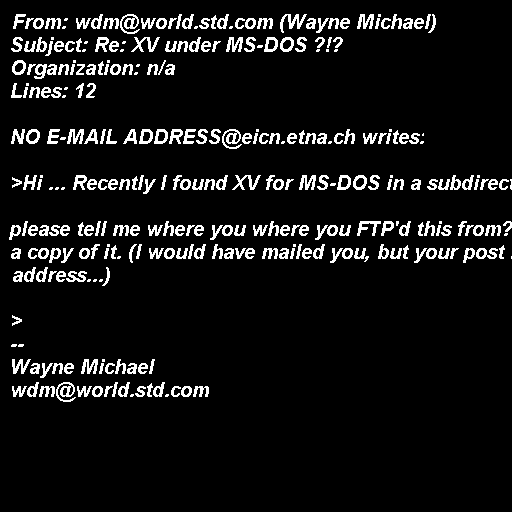 From: wdm@world.std.com (Wayne Michael)
Subject: Re: XV under MS-DOS ?!?
Organization: n/a
Lines: 12
NO E-MAIL ADDRESS@eicn.etna.ch writes:
>Hi ... Recently I found XV for MS-DOS in a subdirect
please tell me where you where you FTP'd this from?
a copy of it. (I would have mailed you, but your post
address...)
>
--
Wayne Michael
wdm@world.std.com